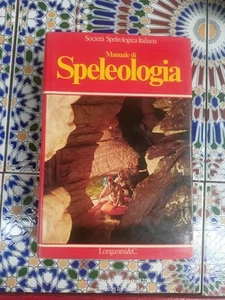 Società Speleologica Italiana
Manuale di
Speleologia
Longanesi & C.